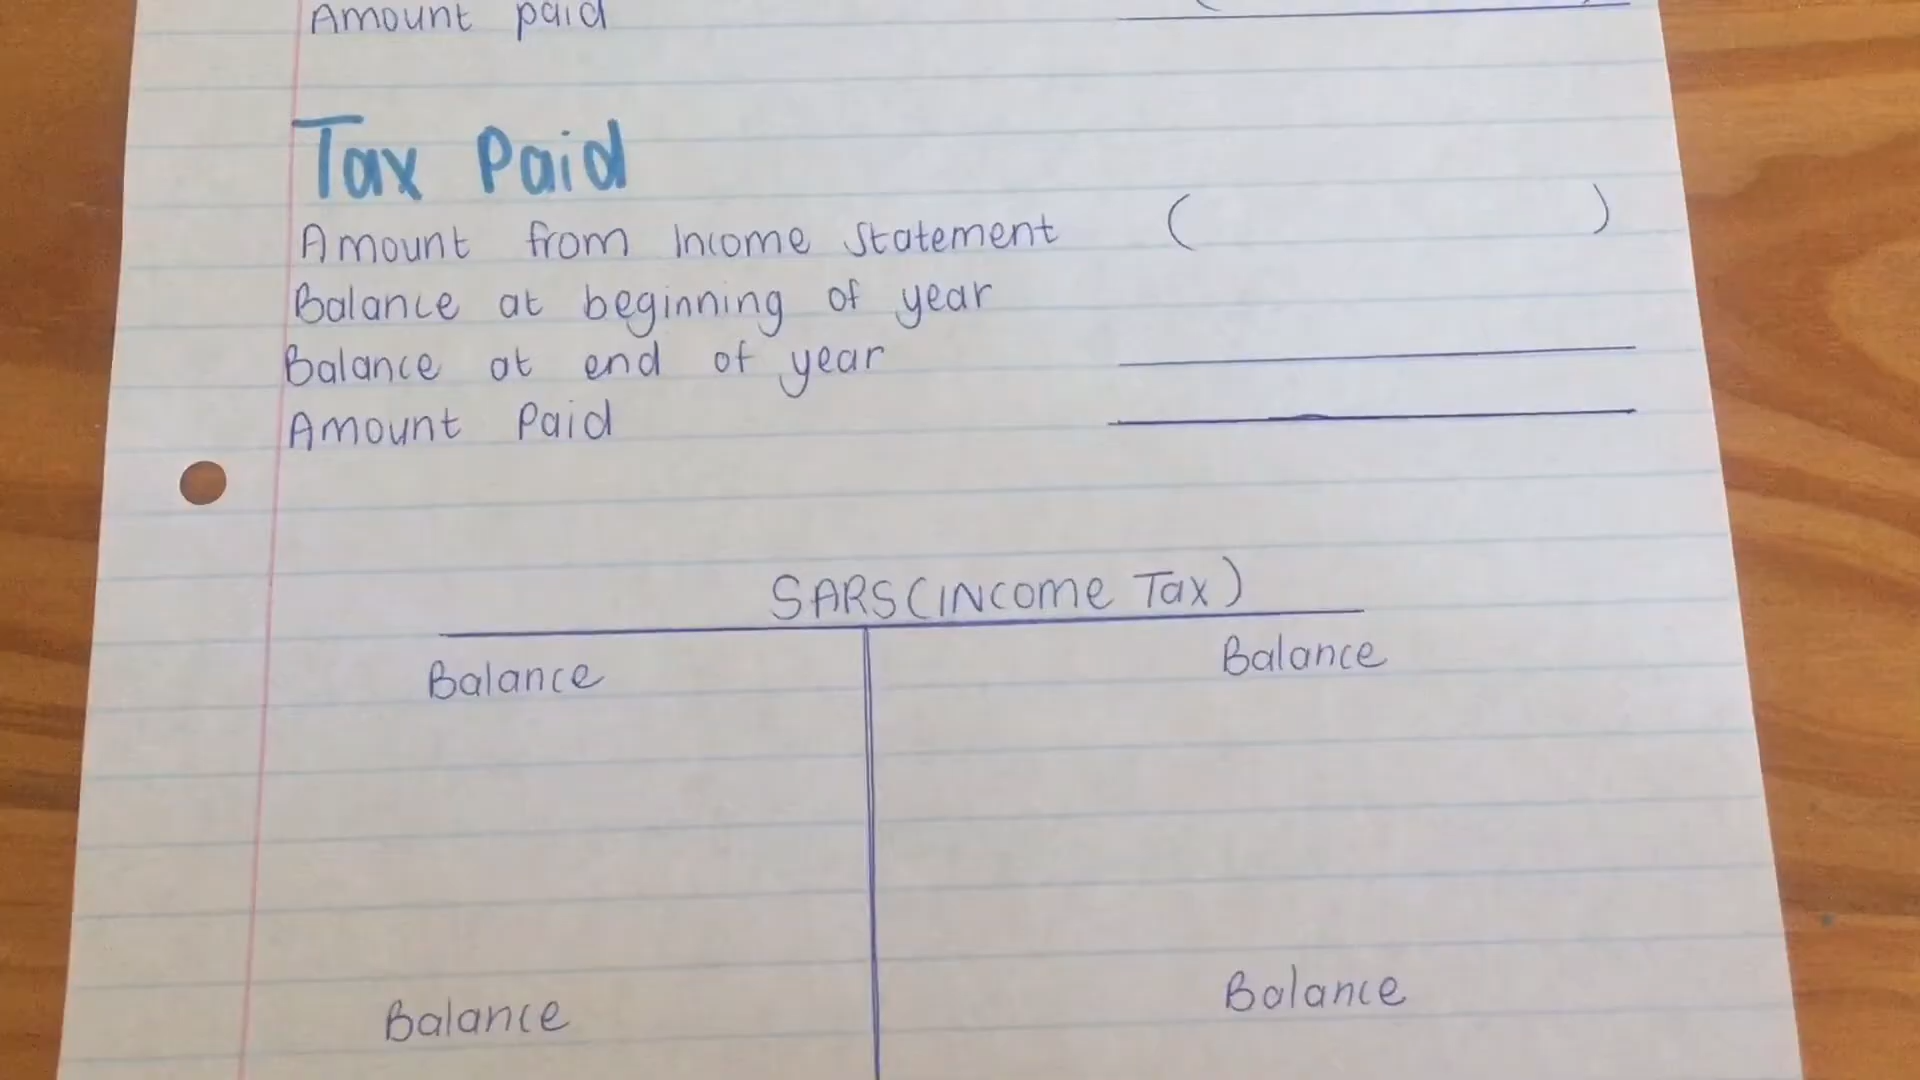 Amount paid
Tax Paid
Amount from Income Statement ( )
Balance at beginning of year
Balance at end of year
Amount Paid
SARS (Income Tax)
Balance Balance
Balance Balance